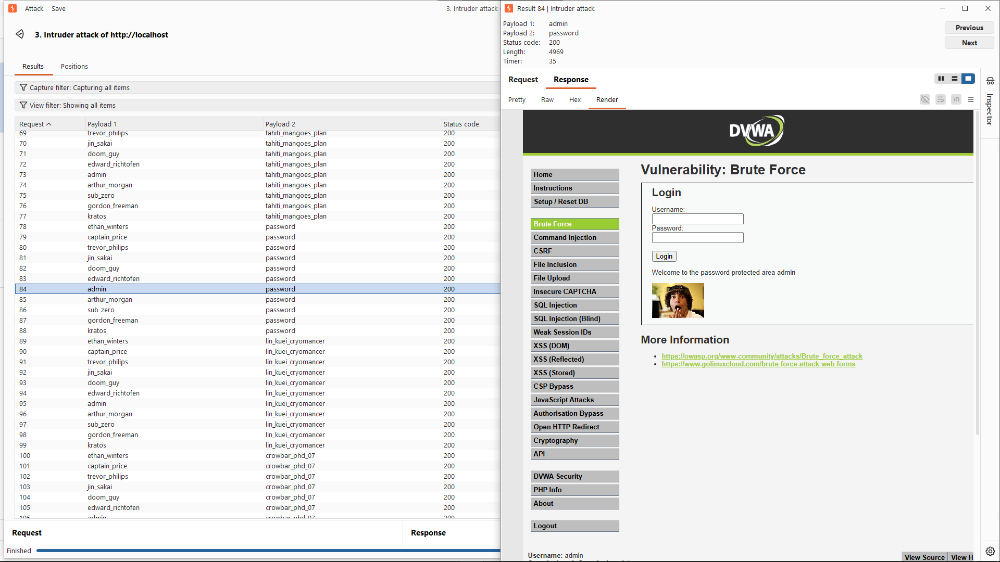 Attack Save 3. Intruder attack
3. Intruder attack of http://localhost
Results Positions
Capture filter: Capturing all items
View filter: Showing all items
Request Payload 1 Payload 2 Status code
69 trevor_philips tahiti_mangoes_plan 200
70 jin_sakai tahiti_mangoes_plan 200
71 doom_guy tahiti_mangoes_plan 200
72 edward_richtofen tahiti_mangoes_plan 200
73 admin tahiti_mangoes_plan 200
74 arthur_morgan tahiti_mangoes_plan 200
75 sub_zero tahiti_mangoes_plan 200
76 gordon_freeman tahiti_mangoes_plan 200
77 kratos tahiti_mangoes_plan 200
78 ethan_winters password 200
79 captain_price password 200
80 trevor_philips password 200
81 jin_sakai password 200
82 doom_guy password 200
83 edward_richtofen password 200
84 admin password 200
85 arthur_morgan password 200
86 sub_zero password 200
87 gordon_freeman password 200
88 kratos password 200
89 ethan_winters lin_kuei_cryomancer 200
90 captain_price lin_kuei_cryomancer 200
91 trevor_philips lin_kuei_cryomancer 200
92 jin_sakai lin_kuei_cryomancer 200
93 doom_guy lin_kuei_cryomancer 200
94 edward_richtofen lin_kuei_cryomancer 200
95 admin lin_kuei_cryomancer 200
96 arthur_morgan lin_kuei_cryomancer 200
97 sub_zero lin_kuei_cryomancer 200
98 gordon_freeman lin_kuei_cryomancer 200
99 kratos lin_kuei_cryomancer 200
100 ethan_winters crowbar_phd_07 200
101 captain_price crowbar_phd_07 200
102 trevor_philips crowbar_phd_07 200
103 jin_sakai crowbar_phd_07 200
104 doom_guy crowbar_phd_07 200
105 edward_richtofen crowbar_phd_07 200
106 admin crowbar_phd_07 200
Request Response
Finished
Result 84 | Intruder attack
Payload 1: admin
Payload 2: password
Status code: 200
Length: 4969
Timer: 35
Previous
Next
Request Response
Pretty Raw Hex Render
\n
Inspector
DVWA
Home
Instructions
Setup / Reset DB
Brute Force
Command Injection
CSRF
File Inclusion
File Upload
Insecure CAPTCHA
SQL Injection
SQL Injection (Blind)
Weak Session IDs
XSS (DOM)
XSS (Reflected)
XSS (Stored)
CSP Bypass
JavaScript Attacks
Authorisation Bypass
Open HTTP Redirect
Cryptography
API
DVWA Security
PHP Info
About
Logout
Vulnerability: Brute Force
Login
Username:
Password:
Login
Welcome to the password protected area admin
More Information
https://owasp.org/www-community/attacks/Brute_force_attack
https://www.golinuxcloud.com/brute-force-attack-web-forms
Username: admin
View Source View H